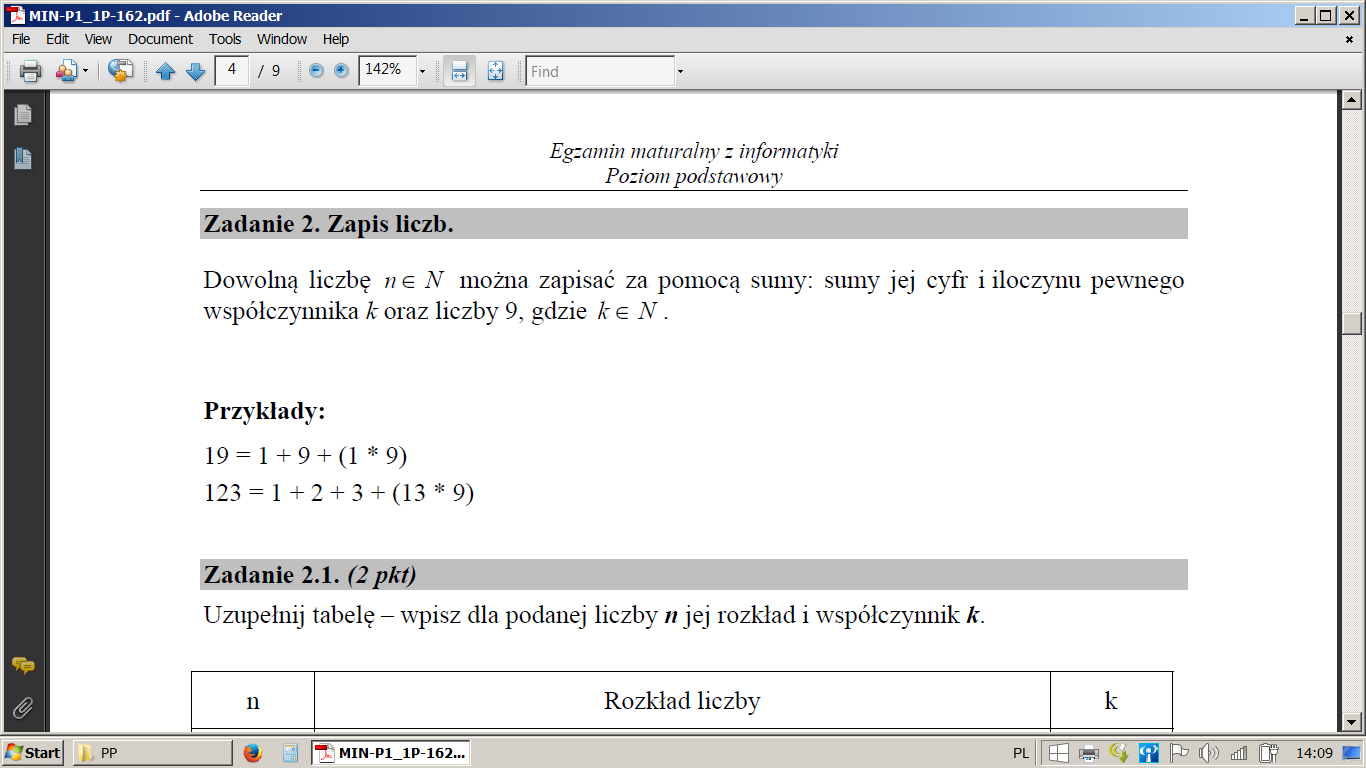 MIN-P1_1P-162.pdf - Adobe Reader
File Edit View Document Tools Window Help
4 / 9 142% Find
Egzamin maturalny z informatyki
Poziom podstawowy
Zadanie 2. Zapis liczb.
Dowolną liczbę n ∈ N można zapisać za pomocą sumy: sumy jej cyfr i iloczynu pewnego
współczynnika k oraz liczby 9, gdzie k ∈ N .
Przykłady:
19 = 1 + 9 + (1 * 9)
123 = 1 + 2 + 3 + (13 * 9)
Zadanie 2.1. (2 pkt)
Uzupełnij tabelę – wpisz dla podanej liczby n jej rozkład i współczynnik k.
n Rozkład liczby k
Start PP MIN-P1_1P-162... PL 14:09